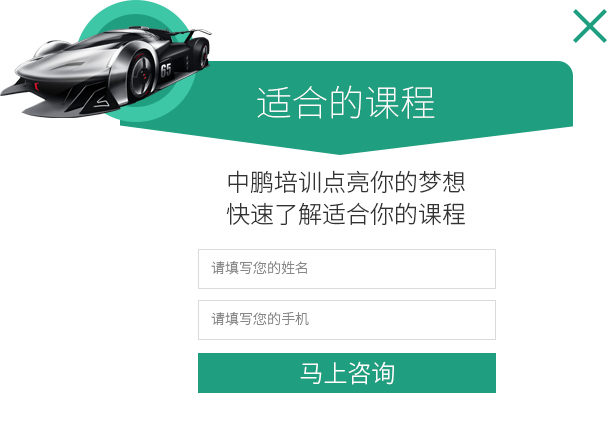 65
适合的课程
中鹏培训点亮你的梦想
快速了解适合你的课程
请填写您的姓名
请填写您的手机
马上咨询